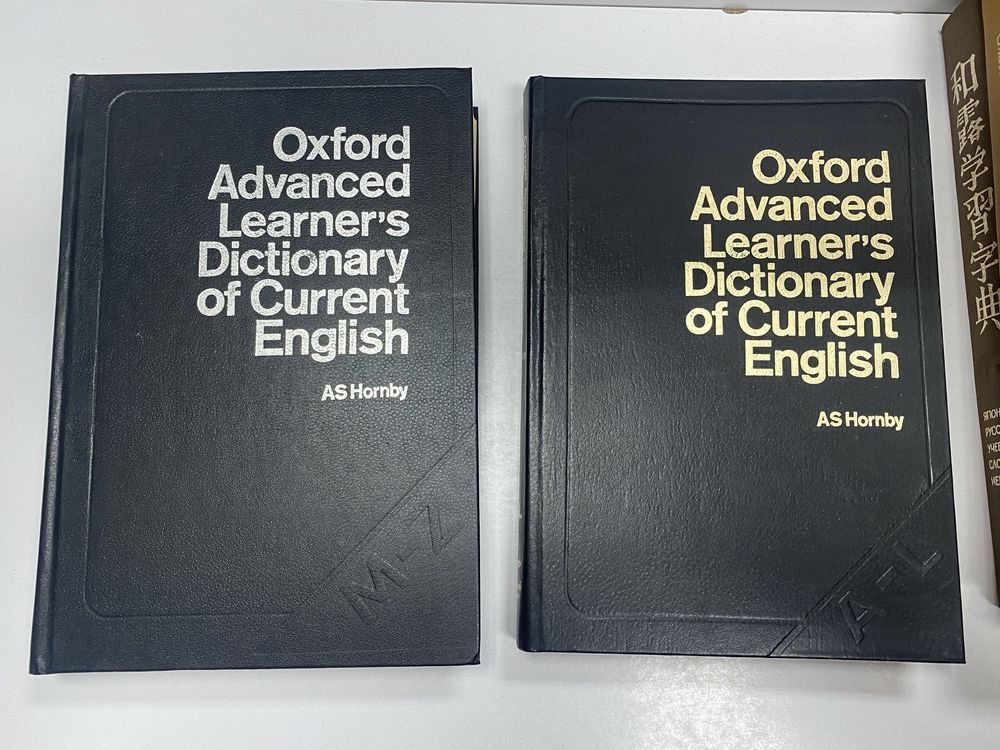 Oxford
Advanced
Learner's
Dictionary
of Current
English
AS Hornby
M-Z
Oxford
Advanced
Learner's
Dictionary
of Current
English
AS Hornby
A-L
和露学習字典